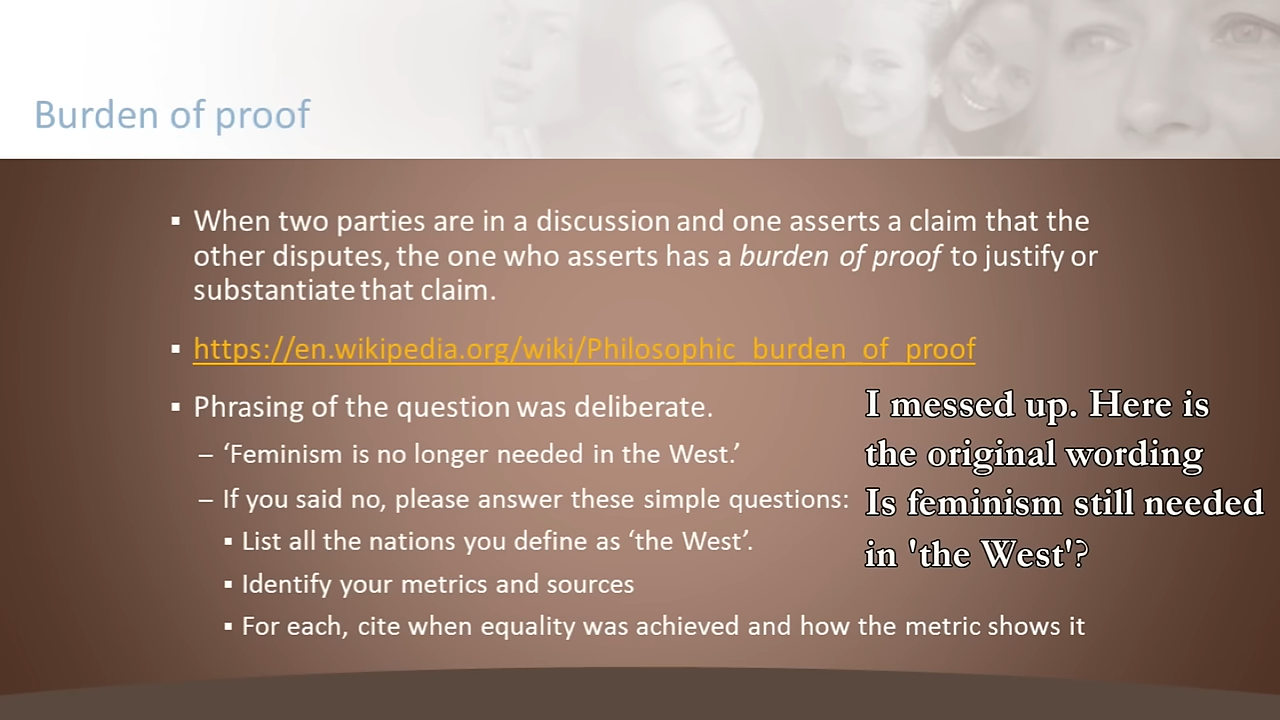 Burden of proof
▪ When two parties are in a discussion and one asserts a claim that the
other disputes, the one who asserts has a burden of proof to justify or
substantiate that claim.
▪ https://en.wikipedia.org/wiki/Philosophic_burden_of_proof
▪ Phrasing of the question was deliberate.
– ‘Feminism is no longer needed in the West.’
– If you said no, please answer these simple questions:
▪ List all the nations you define as ‘the West’.
▪ Identify your metrics and sources
▪ For each, cite when equality was achieved and how the metric shows it
I messed up. Here is
the original wording
Is feminism still needed
in 'the West'?